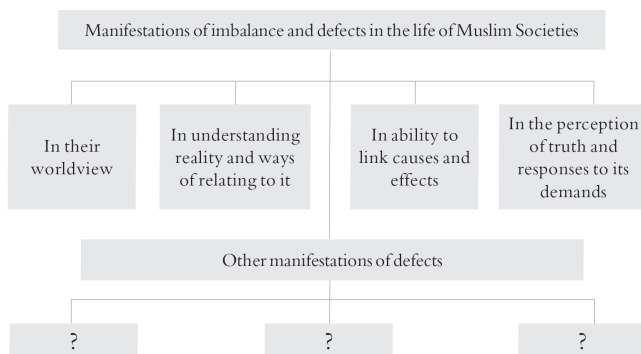 Manifestations of imbalance and defects in the life of Muslim Societies
In their
worldview
In understanding
reality and ways
of relating to it
In ability to
link causes and
effects
In the perception
of truth and
responses to its
demands
Other manifestations of defects
?
?
?